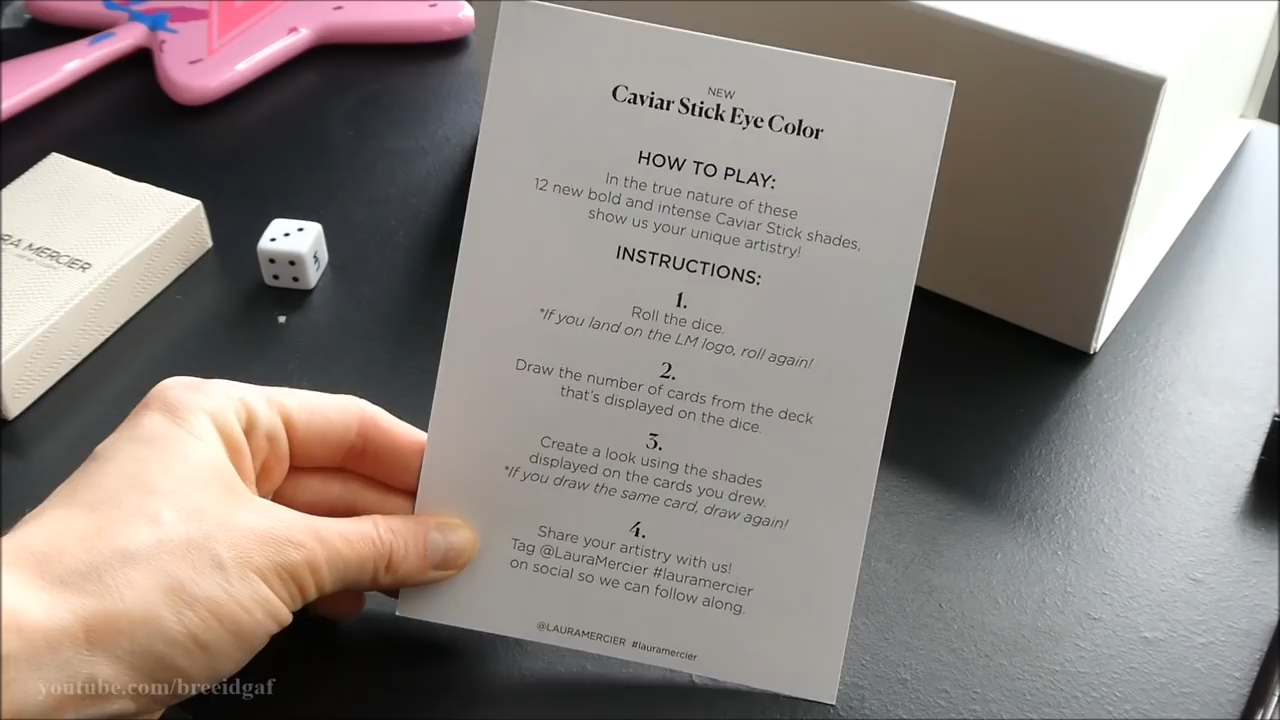 NEW
Caviar Stick Eye Color
HOW TO PLAY:
In the true nature of these
12 new bold and intense Caviar Stick shades,
show us your unique artistry!
INSTRUCTIONS:
1.
Roll the dice.
*If you land on the LM logo, roll again!
2.
Draw the number of cards from the deck
that's displayed on the dice.
3.
Create a look using the shades
displayed on the cards you drew.
*If you draw the same card, draw again!
4.
Share your artistry with us!
Tag @LauraMercier #lauramercier
on social so we can follow along.
@LAURAMERCIER #lauramercier
RA MERCIER
youtube.com/breeidgaf